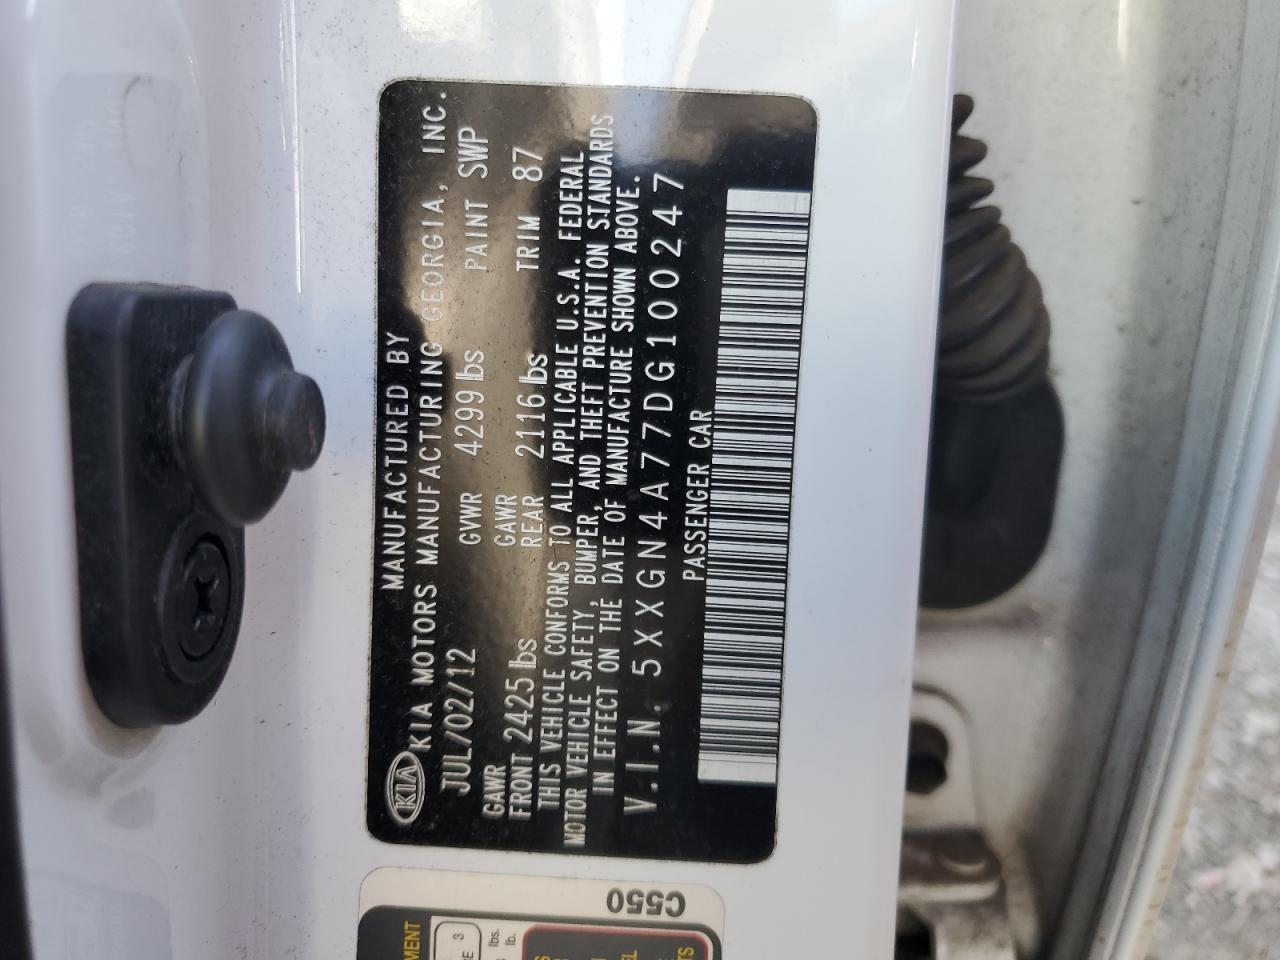 MANUFACTURED BY
KIA KIA MOTORS MANUFACTURING GEORGIA, INC.
JUL/02/12 GVWR 4299 lbs PAINT SWP
GAWR GAWR
FRONT 2425 lbs REAR 2116 lbs TRIM 87
THIS VEHICLE CONFORMS TO ALL APPLICABLE U.S.A. FEDERAL
MOTOR VEHICLE SAFETY, BUMPER, AND THEFT PREVENTION STANDARDS
IN EFFECT ON THE DATE OF MANUFACTURE SHOWN ABOVE.
V.I.N. 5XXGN4A77DG100247
PASSENGER CAR
C550